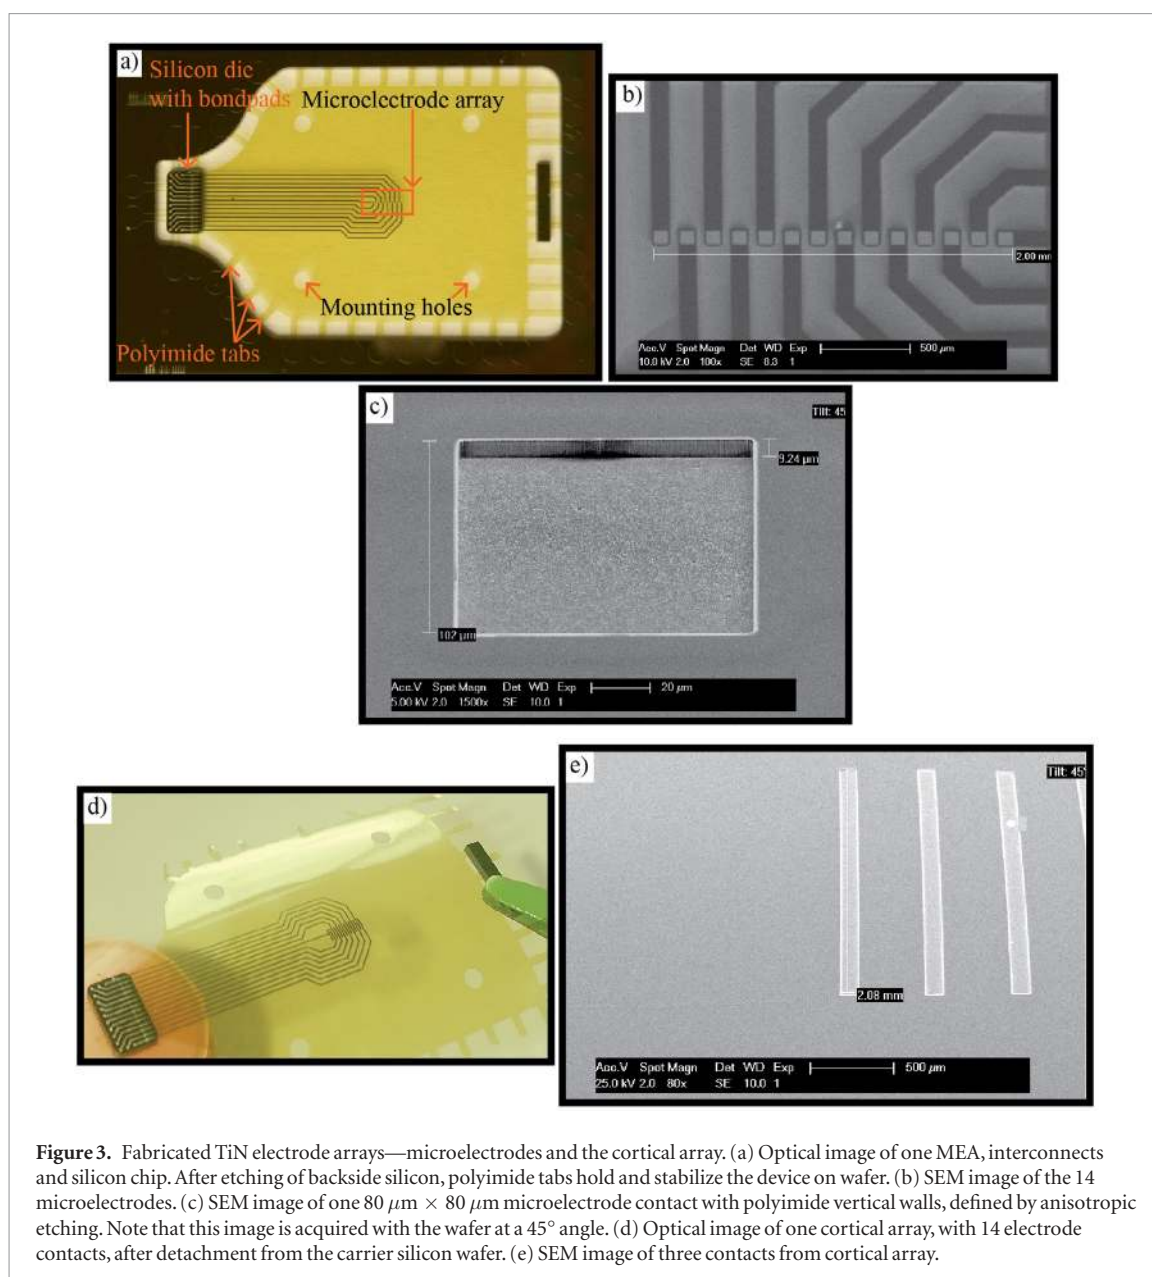 a)
Silicon dice
with bondpads
Microelectrode array
Mounting holes
Polyimide tabs
b)
2.00 mm
Acc.V Spot Magn Det WD Exp 500 µm
10.0 kV 2.0 100x SE 8.3 1
c)
Tilt: 45
9.24 µm
102 µm
Acc.V Spot Magn Det WD Exp 20 µm
5.00 kV 2.0 1500x SE 10.0 1
d)
e)
Tilt: 45°
2.08 mm
Acc.V Spot Magn Det WD Exp 500 µm
25.0 kV 2.0 80x SE 10.0 1
Figure 3. Fabricated TiN electrode arrays—microelectrodes and the cortical array. (a) Optical image of one MEA, interconnects
and silicon chip. After etching of backside silicon, polyimide tabs hold and stabilize the device on wafer. (b) SEM image of the 14
microelectrodes. (c) SEM image of one 80 µm × 80 µm microelectrode contact with polyimide vertical walls, defined by anisotropic
etching. Note that this image is acquired with the wafer at a 45° angle. (d) Optical image of one cortical array, with 14 electrode
contacts, after detachment from the carrier silicon wafer. (e) SEM image of three contacts from cortical array.